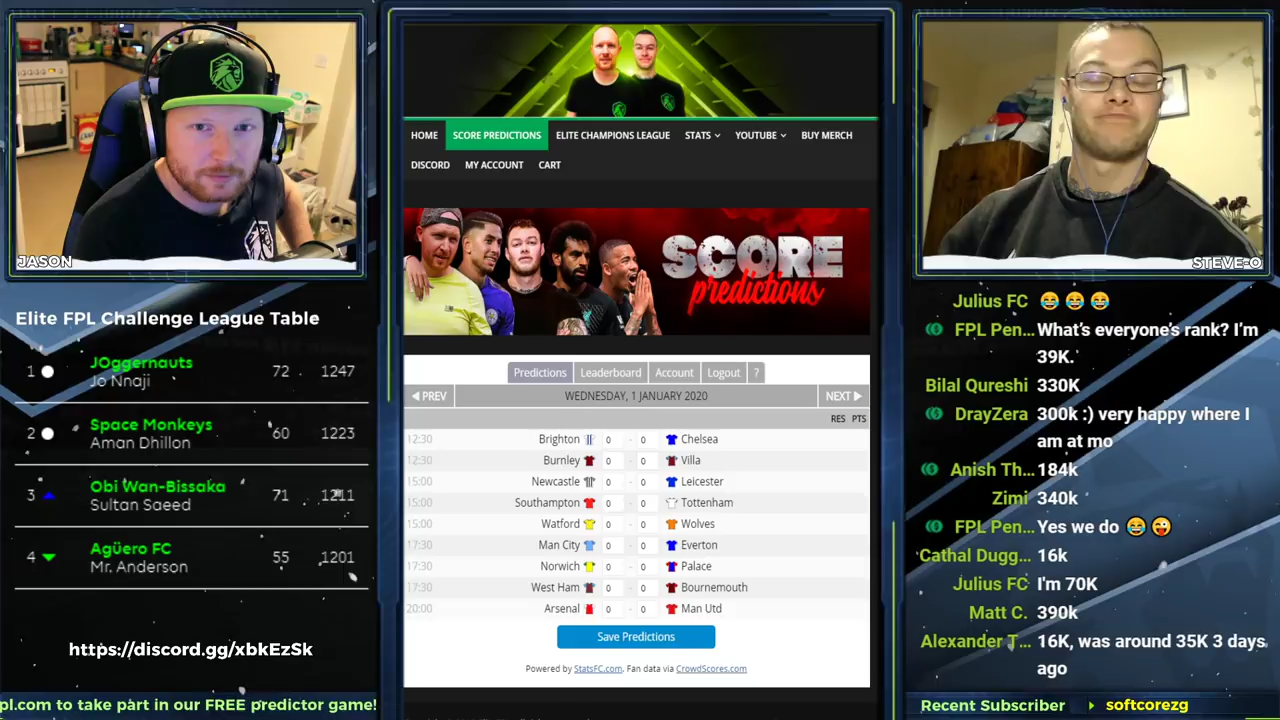 JASON
Elite FPL Challenge League Table
1 JOggernauts 72 1247
Jo Nnaji
2 Space Monkeys 60 1223
Aman Dhillon
3 Obi Wan-Bissaka 71 1211
Sultan Saeed
4 Agüero FC 55 1201
Mr. Anderson
https://discord.gg/xbkEzSk
pl.com to take part in our FREE predictor game!
HOME SCORE PREDICTIONS ELITE CHAMPIONS LEAGUE STATS YOUTUBE BUY MERCH
DISCORD MY ACCOUNT CART
SCORE
predictions
Predictions Leaderboard Account Logout ?
PREV WEDNESDAY, 1 JANUARY 2020 NEXT
RES PTS
12:30 Brighton 0 - 0 Chelsea
12:30 Burnley 0 - 0 Villa
15:00 Newcastle 0 - 0 Leicester
15:00 Southampton 0 - 0 Tottenham
15:00 Watford 0 - 0 Wolves
17:30 Man City 0 - 0 Everton
17:30 Norwich 0 - 0 Palace
17:30 West Ham 0 - 0 Bournemouth
20:00 Arsenal 0 - 0 Man Utd
Save Predictions
Powered by StatsFC.com. Fan data via CrowdScores.com
STEVE-O
Julius FC 😂 😂 😂
FPL Pen... What's everyone's rank? I'm
39K.
Bilal Qureshi 330K
DrayZera 300k :) very happy where I
am at mo
Anish Th... 184k
Zimi 340k
FPL Pen... Yes we do 😂 😜
Cathal Dugg... 16k
Julius FC I'm 70K
Matt C. 390k
Alexander T... 16K, was around 35K 3 days
ago
Recent Subscriber softcorezg